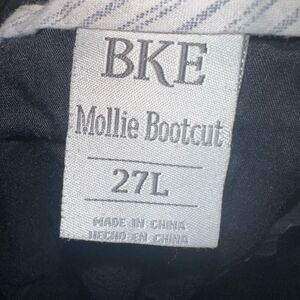 BKE
Mollie Bootcut
27L
MADE IN CHINA
HECHO EN CHINA